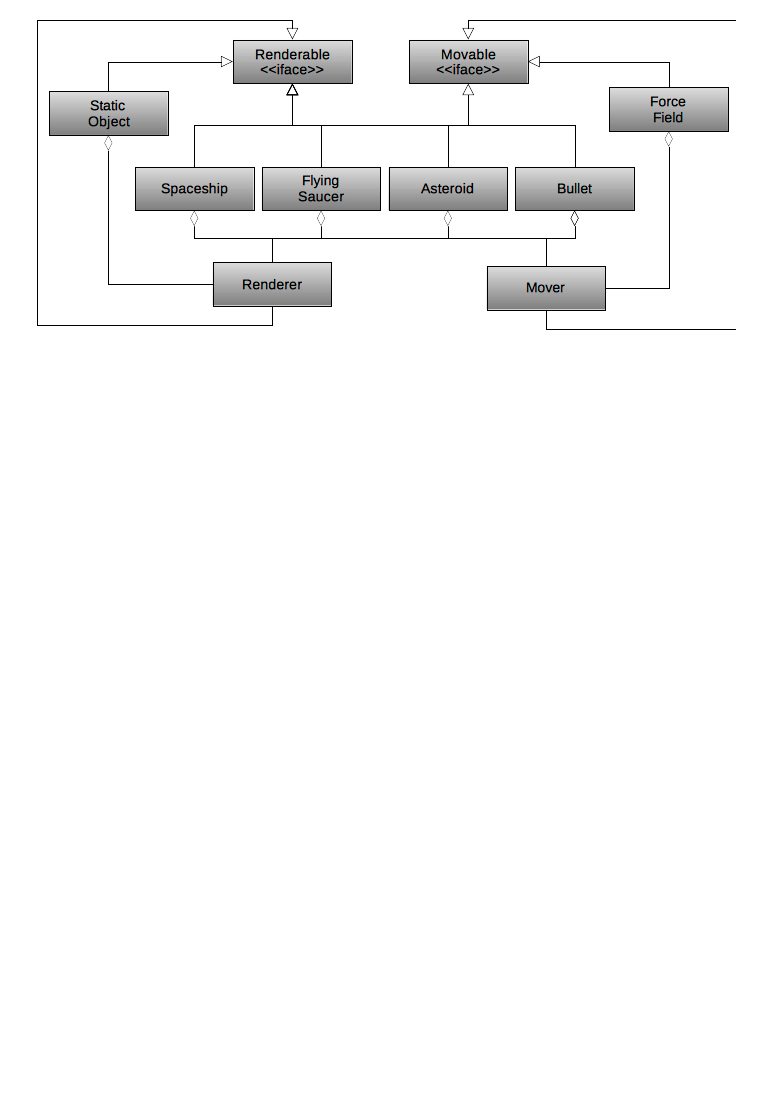 Renderable
<<iface>>
Movable
<<iface>>
Static
Object
Force
Field
Spaceship
Flying
Saucer
Asteroid
Bullet
Renderer
Mover